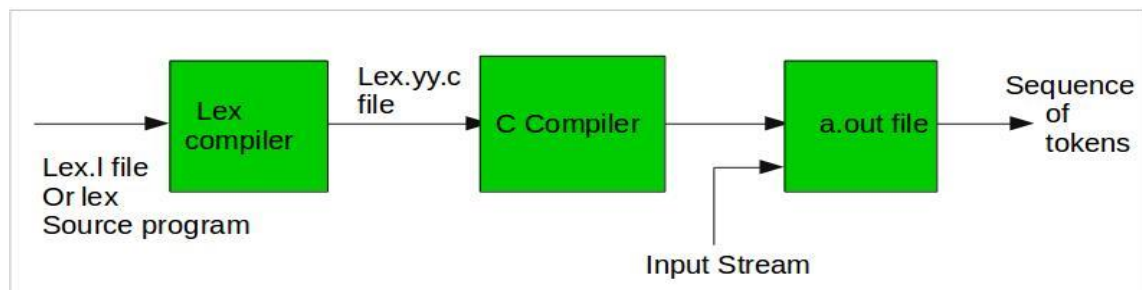 Lex.l file
Or lex
Source program
Lex
compiler
Lex.yy.c
file
C Compiler
a.out file
Input Stream
Sequence
of
tokens